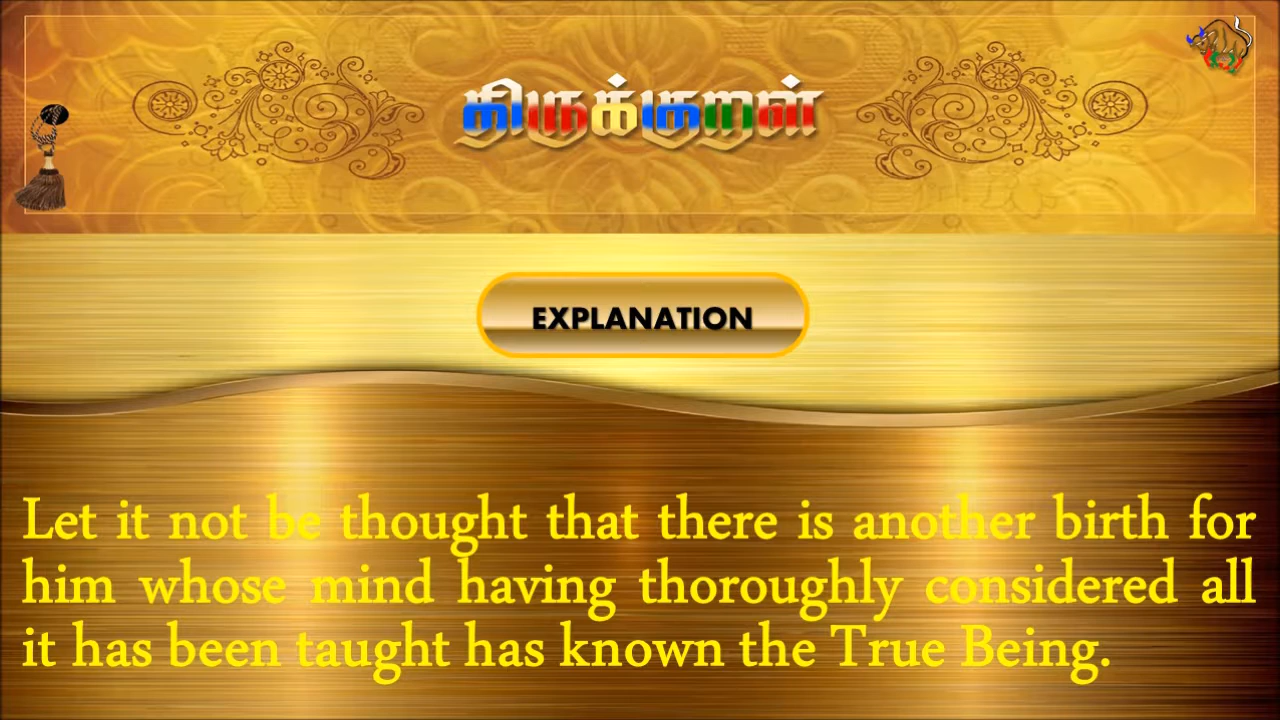 திருக்குறள்
EXPLANATION
Let it not be thought that there is another birth for
him whose mind having thoroughly considered all
it has been taught has known the True Being.